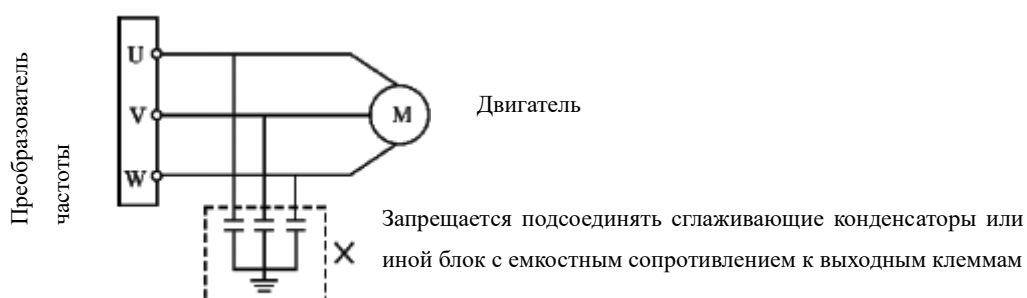 Преобразователь
частоты
U
V
W
M
Двигатель
Запрещается подсоединять сглаживающие конденсаторы или
иной блок с емкостным сопротивлением к выходным клеммам